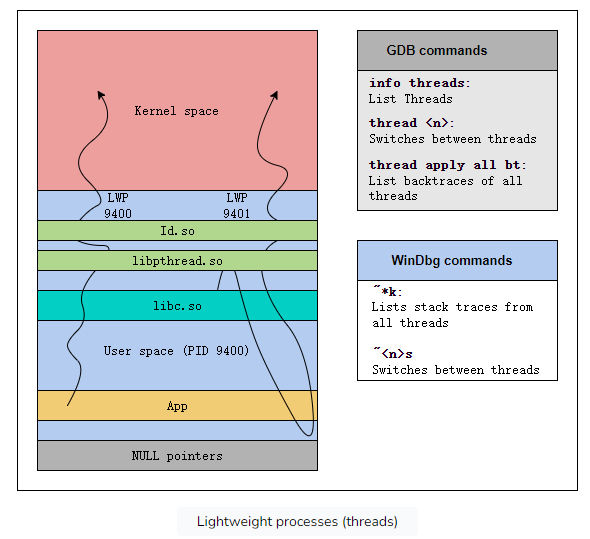 Kernel space
LWP
9400
LWP
9401
Id.so
libpthread.so
libc.so
User space (PID 9400)
App
NULL pointers
GDB commands
info threads:
List Threads
thread <n>:
Switches between threads
thread apply all bt:
List backtraces of all
threads
WinDbg commands
~*k:
Lists stack traces from
all threads
~<n>s
Switches between threads
Lightweight processes (threads)